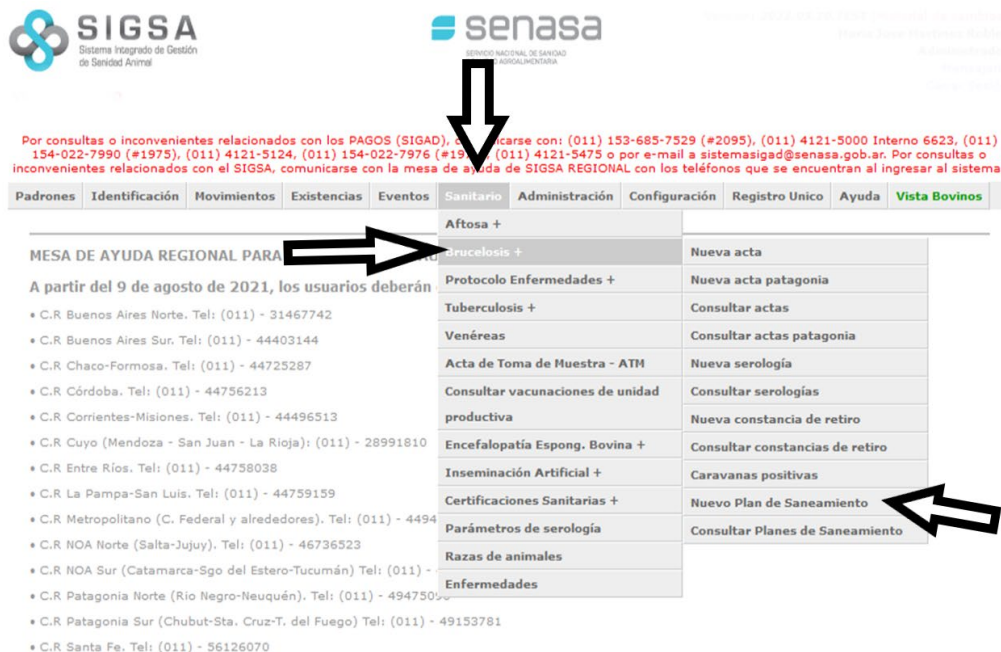 SIGSA
Sistema Integrado de Gestión
de Sanidad Animal
senasa
SERVICIO NACIONAL DE SANIDAD
AGROALIMENTARIA
Por consultas o inconvenientes relacionados con los PAGOS (SIGAD), carse con: (011) 153-685-7529 (#2095), (011) 4121-5000 Interno 6623, (011)
154-022-7990 (#1975), (011) 4121-5124, (011) 154-022-7976 (011) 4121-5475 o por e-mail a sistemasigad@senasa.gob.ar. Por consultas o
inconvenientes relacionados con el SIGSA, comunicarse con la mesa de ayuda de SIGSA REGIONAL con los teléfonos que se encuentran al ingresar al sistema
Padrones Identificación Movimientos Existencias Eventos Sanitario Administración Configuración Registro Unico Ayuda Vista Bovinos
Aftosa +
Brucelosis +
Protocolo Enfermedades +
Tuberculosis +
Venéreas
Acta de Toma de Muestra - ATM
Consultar vacunaciones de unidad
productiva
Encefalopatía Espong. Bovina +
Inseminación Artificial +
Certificaciones Sanitarias +
Parámetros de serología
Razas de animales
Enfermedades
Nueva acta
Nueva acta patagonia
Consultar actas
Consultar actas patagonia
Nueva serología
Consultar serologías
Nueva constancia de retiro
Consultar constancias de retiro
Caravanas positivas
Nuevo Plan de Saneamiento
Consultar Planes de Saneamiento
MESA DE AYUDA REGIONAL PARA
A partir del 9 de agosto de 2021, los usuarios deberán
• C.R Buenos Aires Norte. Tel: (011) - 31467742
• C.R Buenos Aires Sur. Tel: (011) - 44403144
• C.R Chaco-Formosa. Tel: (011) - 44725287
• C.R Córdoba. Tel: (011) - 44756213
• C.R Corrientes-Misiones. Tel: (011) - 44496513
• C.R Cuyo (Mendoza - San Juan - La Rioja): (011) - 28991810
• C.R Entre Ríos. Tel: (011) - 44758038
• C.R La Pampa-San Luis. Tel: (011) - 44759159
• C.R Metropolitano (C. Federal y alrededores). Tel: (011) - 4494
• C.R NOA Norte (Salta-Jujuy). Tel: (011) - 46736523
• C.R NOA Sur (Catamarca-Sgo del Estero-Tucumán) Tel: (011) -
• C.R Patagonia Norte (Rio Negro-Neuquén). Tel: (011) - 4947509
• C.R Patagonia Sur (Chubut-Sta. Cruz-T. del Fuego) Tel: (011) - 49153781
• C.R Santa Fe. Tel: (011) - 56126070